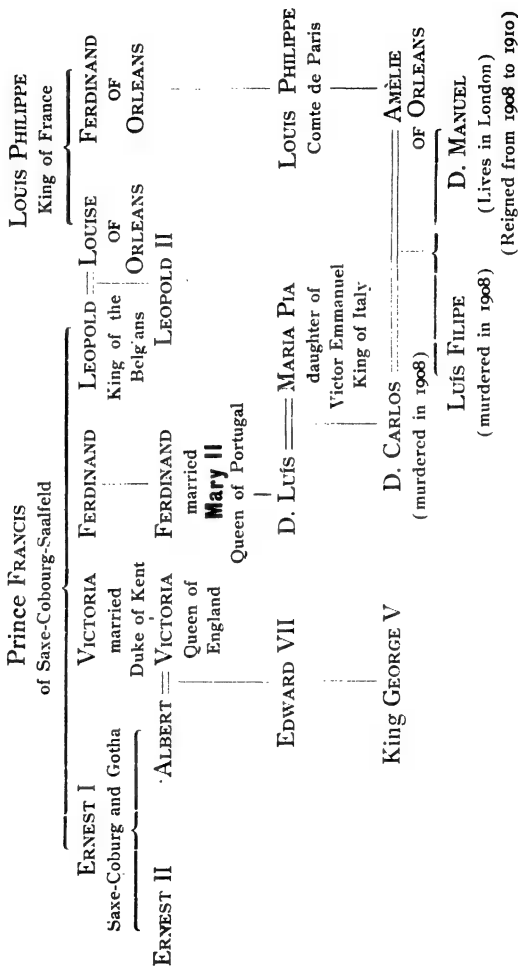 Prince FRANCIS
of Saxe-Cobourg-Saalfeld
LOUIS PHILIPPE
King of France
ERNEST I
Saxe-Coburg and Gotha
VICTORIA
married
Duke of Kent
FERDINAND
LEOPOLD
King of the
Belgians
LOUISE
OF
ORLEANS
FERDINAND
OF
ORLEANS
ERNEST II
ALBERT
VICTORIA
Queen of
England
FERDINAND
married
Mary II
Queen of Portugal
LEOPOLD II
EDWARD VII
D. LUÍS
MARIA PIA
daughter of
Victor Emmanuel
King of Italy
LOUIS PHILIPPE
Comte de Paris
King GEORGE V
D. CARLOS
(murdered in 1908)
AMÈLIE
OF ORLEANS
LUÍS FILIPE
(murdered in 1908)
D. MANUEL
(Lives in London)
(Reigned from 1908 to 1910)